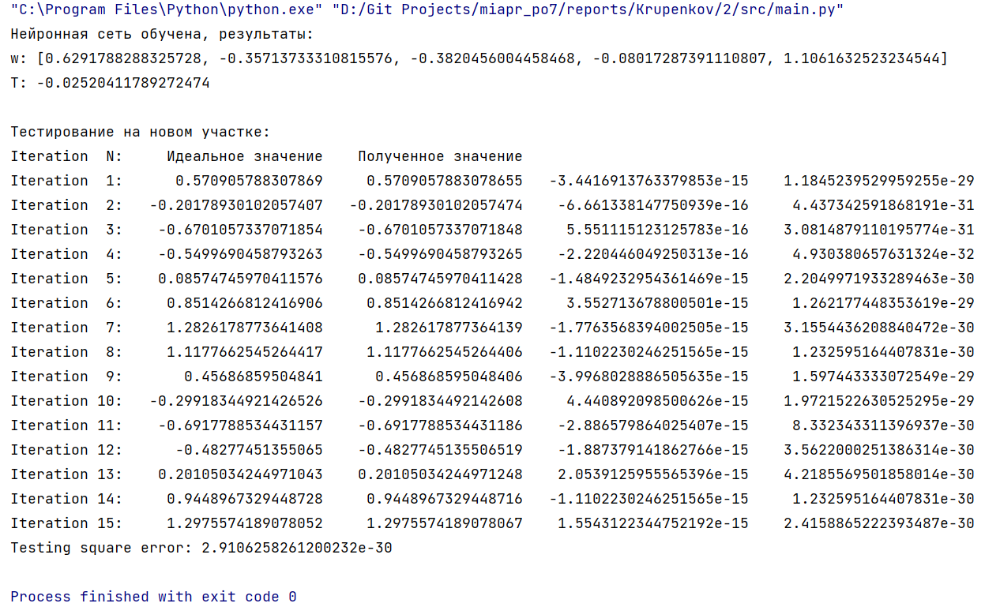 "C:\Program Files\Python\python.exe" "D:/Git Projects/miapr_po7/reports/Krupenkov/2/src/main.py"
Нейронная сеть обучена, результаты:
w: [0.6291788288325728, -0.35713733310815576, -0.3820456004458468, -0.08017287391110807, 1.1061632523234544]
T: -0.02520411789272474
Тестирование на новом участке:
Iteration  N:     Идеальное значение    Полученное значение
Iteration  1:      0.570905788307869     0.5709057883078655   -3.4416913763379853e-15    1.1845239529959255e-29
Iteration  2:   -0.20178930102057407   -0.20178930102057474    -6.661338147750939e-16     4.437342591868191e-31
Iteration  3:    -0.6701057337071854    -0.6701057337071848     5.551115123125783e-16    3.0814879110195774e-31
Iteration  4:    -0.5499690458793263    -0.5499690458793265    -2.220446049250313e-16     4.930380657631324e-32
Iteration  5:    0.08574745970411576    0.08574745970411428   -1.4849232954361469e-15    2.2049971933289463e-30
Iteration  6:     0.8514266812416906     0.8514266812416942     3.552713678800501e-15     1.262177448353619e-29
Iteration  7:     1.2826178773641408      1.282617877364139   -1.7763568394002505e-15    3.1554436208840472e-30
Iteration  8:     1.1177662545264417     1.1177662545264406   -1.1102230246251565e-15     1.232595164407831e-30
Iteration  9:       0.45686859504841      0.456868595048406   -3.9968028886505635e-15     1.597443333072549e-29
Iteration 10:   -0.29918344921426526    -0.2991834492142608     4.440892098500626e-15    1.9721522630525295e-29
Iteration 11:    -0.6917788534431157    -0.6917788534431186    -2.886579864025407e-15     8.332343311396937e-30
Iteration 12:      -0.48277451355065    -0.4827745135506519    -1.887379141862766e-15    3.5622000251386314e-30
Iteration 13:    0.20105034244971043    0.20105034244971248    2.0539125955565396e-15    4.2185569501858014e-30
Iteration 14:     0.9448967329448728     0.9448967329448716   -1.1102230246251565e-15     1.232595164407831e-30
Iteration 15:     1.2975574189078052     1.2975574189078067    1.5543122344752192e-15    2.4158865222393487e-30
Testing square error: 2.9106258261200232e-30
Process finished with exit code 0